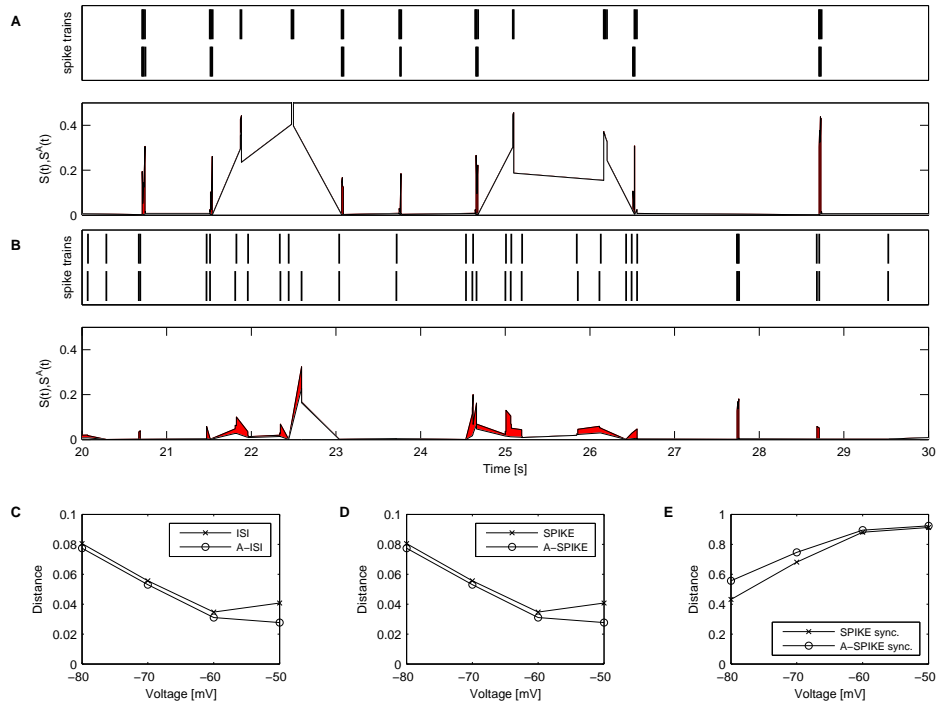 A
spike trains
S(t),S^A(t)
0.4
0.2
0
B
spike trains
S(t),S^A(t)
0.4
0.2
0
20 21 22 23 24 25 26 27 28 29 30
Time [s]
C
Distance
0.1
0.08
0.06
0.04
0.02
0
−80 −70 −60 −50
Voltage [mV]
ISI
A−ISI
D
Distance
0.1
0.08
0.06
0.04
0.02
0
−80 −70 −60 −50
Voltage [mV]
SPIKE
A−SPIKE
E
Distance
1
0.8
0.6
0.4
0.2
0
−80 −70 −60 −50
Voltage [mV]
SPIKE sync.
A−SPIKE sync.